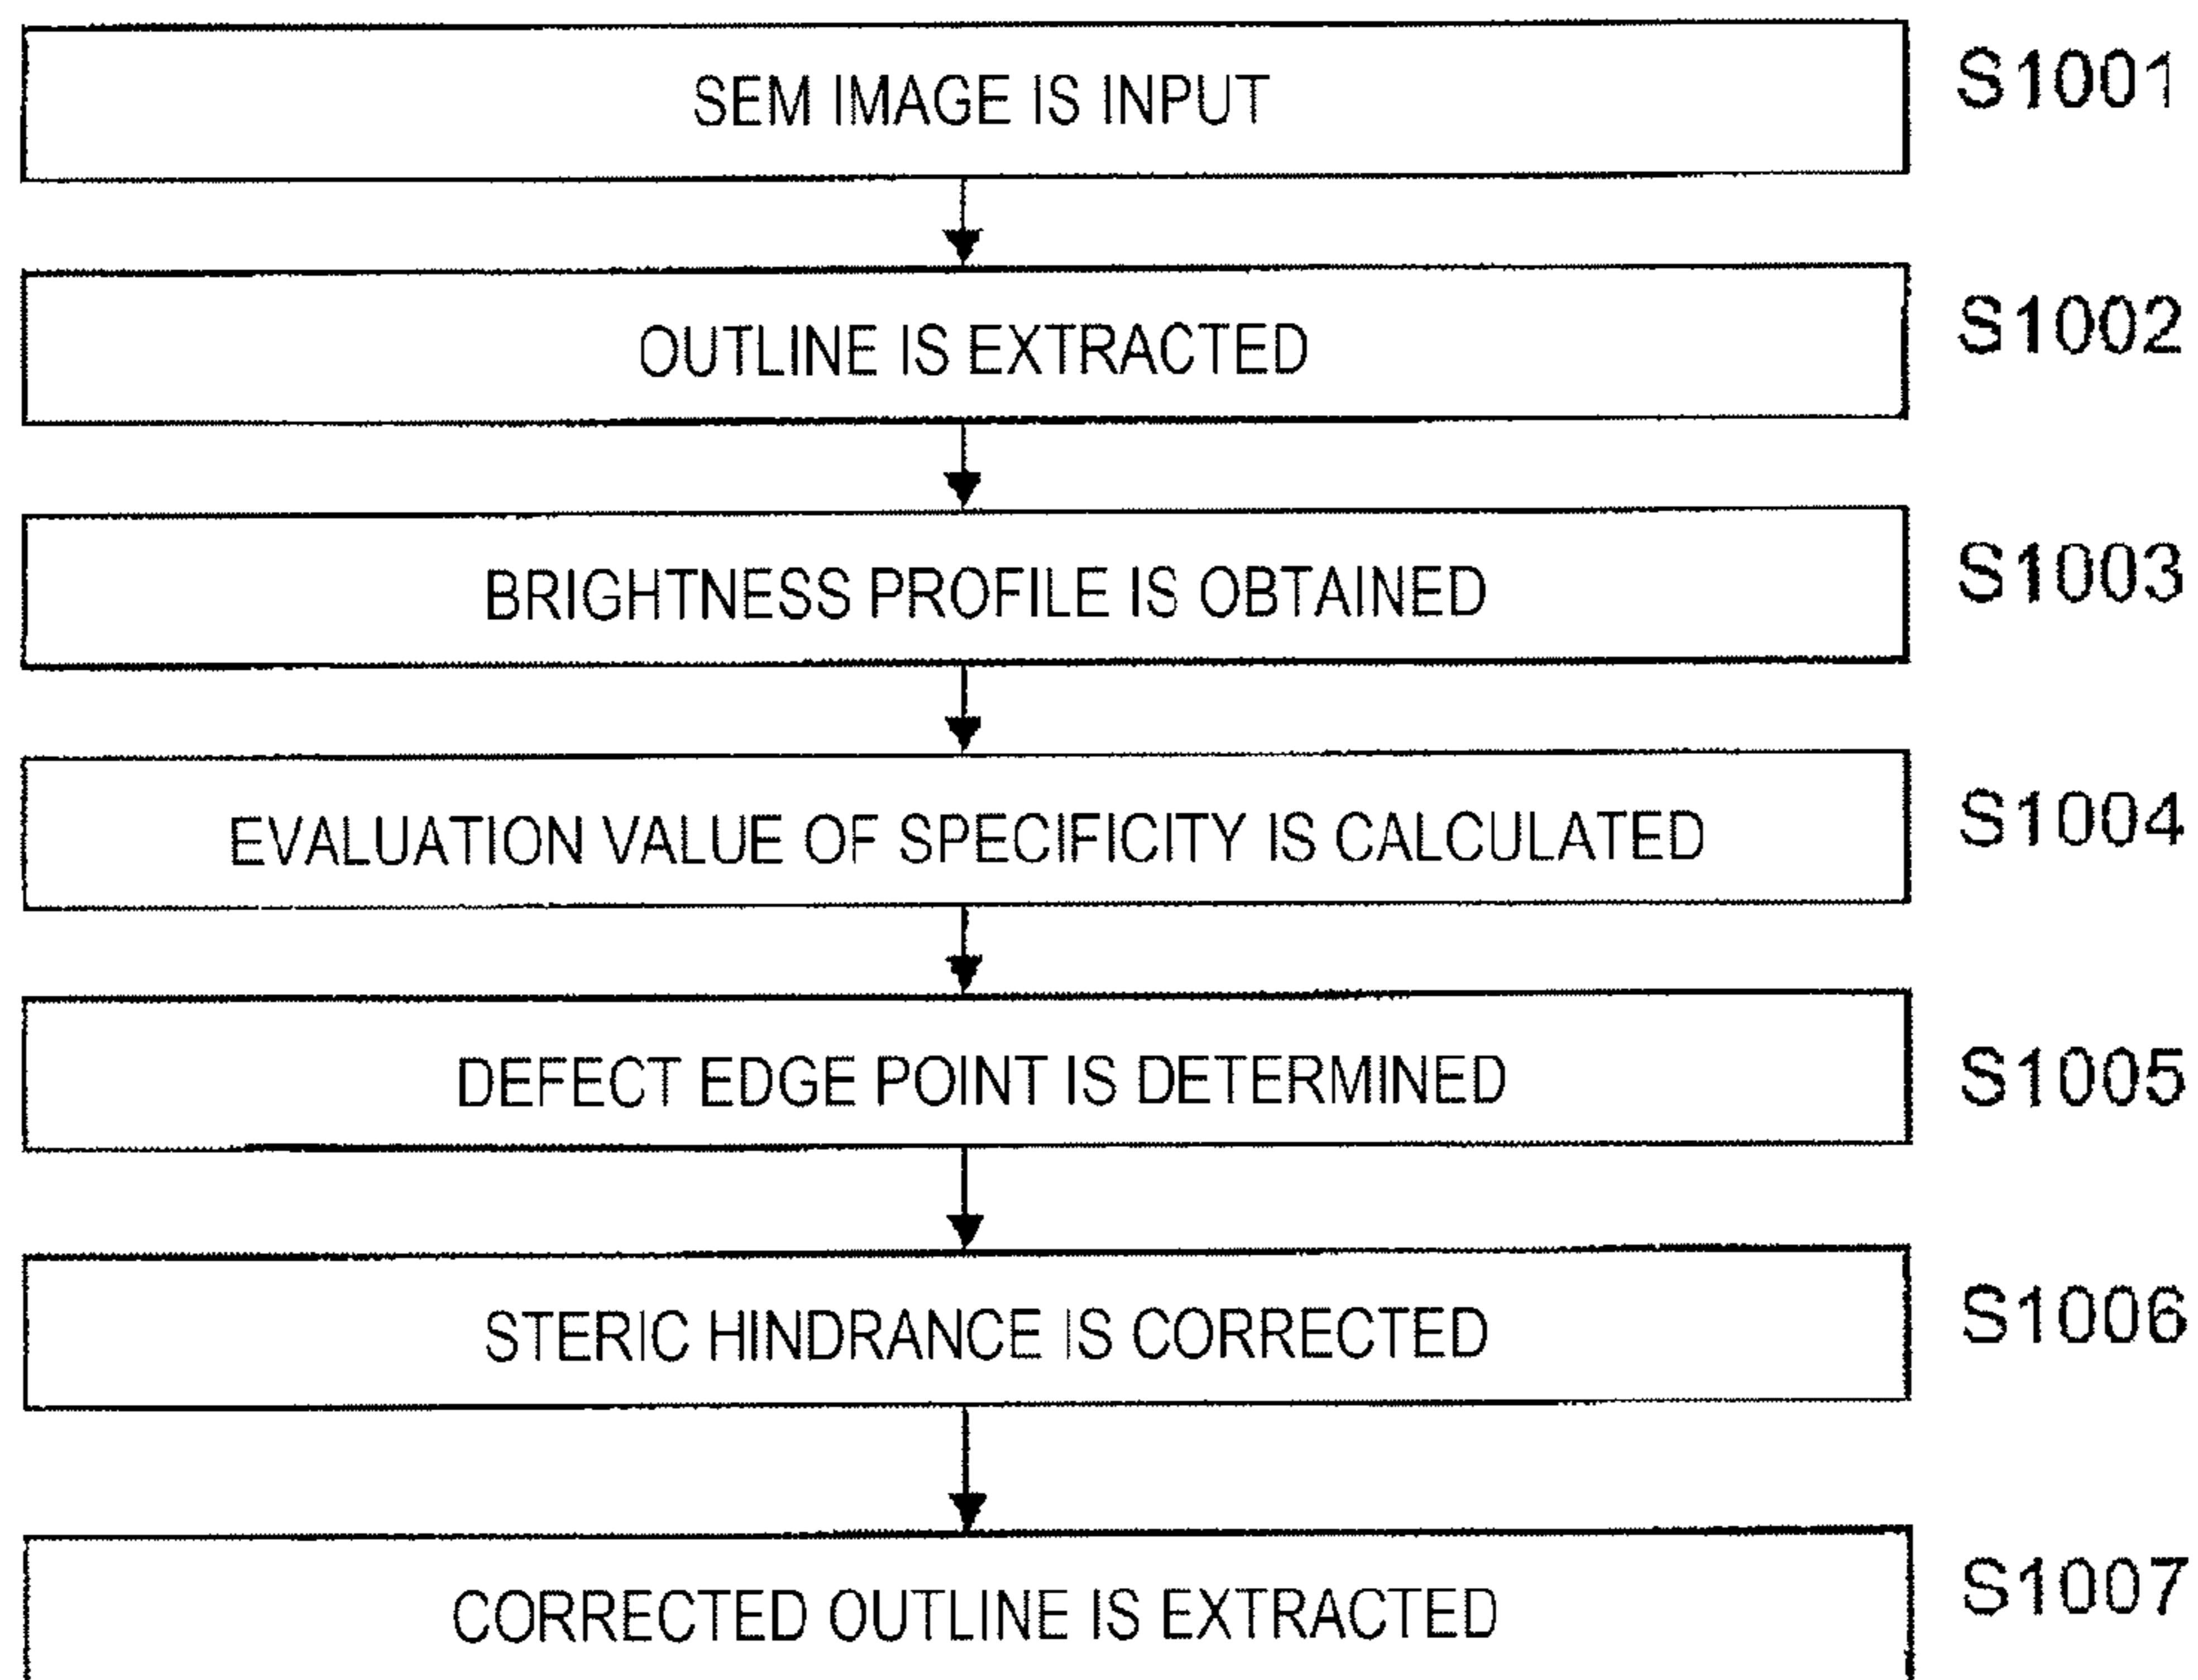 SEM IMAGE IS INPUT S1001
OUTLINE IS EXTRACTED S1002
BRIGHTNESS PROFILE IS OBTAINED S1003
EVALUATION VALUE OF SPECIFICITY IS CALCULATED S1004
DEFECT EDGE POINT IS DETERMINED S1005
STERIC HINDRANCE IS CORRECTED S1006
CORRECTED OUTLINE IS EXTRACTED S1007